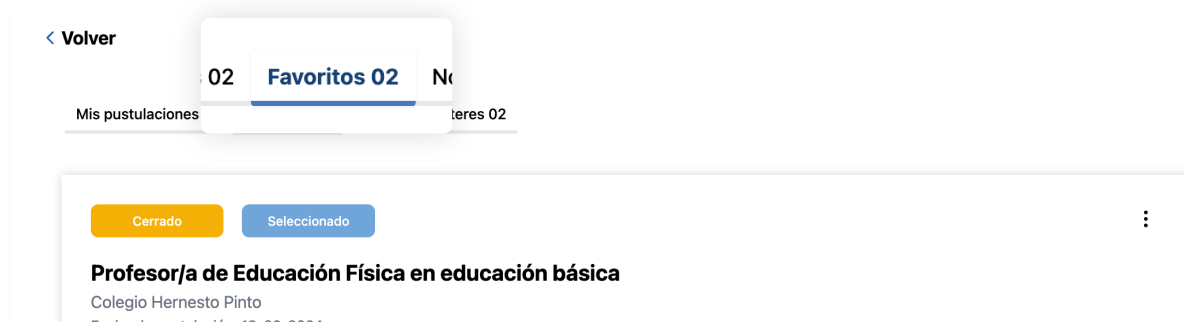 Volver
02 Favoritos 02
Mis pustulaciones teres 02
Cerrado Seleccionado
Profesor/a de Educación Física en educación básica
Colegio Hernesto Pinto